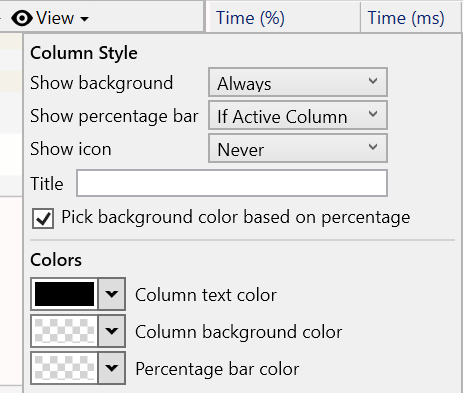 View Time (%) Time (ms)
Column Style
Show background Always
Show percentage bar If Active Column
Show icon Never
Title
Pick background color based on percentage
Colors
Column text color
Column background color
Percentage bar color